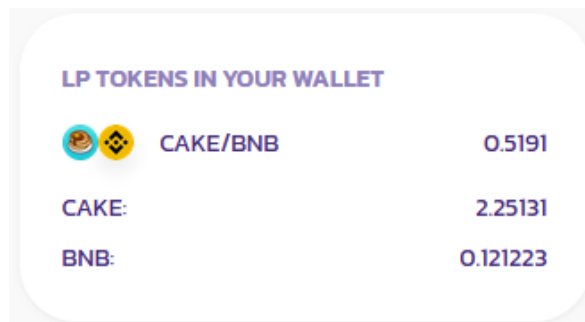 LP TOKENS IN YOUR WALLET
CAKE/BNB 0.5191
CAKE: 2.25131
BNB: 0.121223